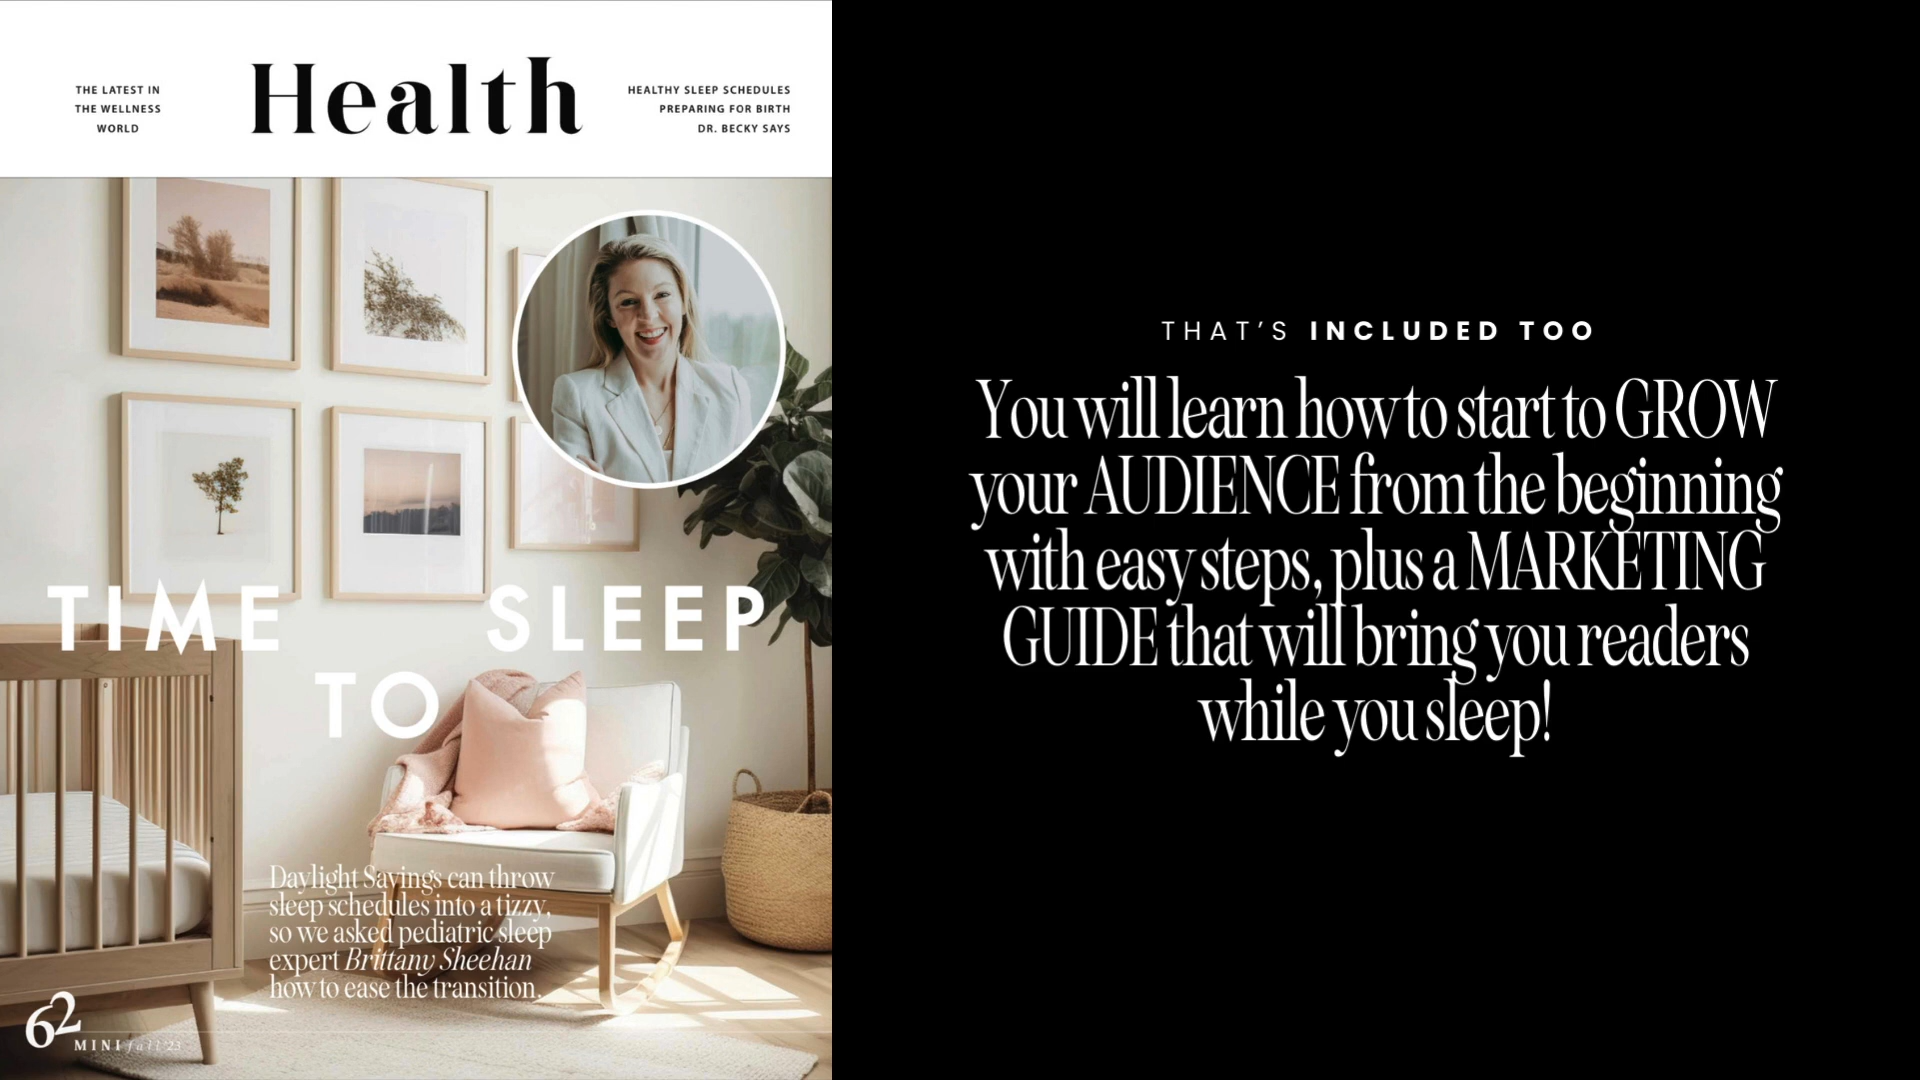 THE LATEST IN
THE WELLNESS
WORLD
Health
HEALTHY SLEEP SCHEDULES
PREPARING FOR BIRTH
DR. BECKY SAYS
TIME SLEEP
TO
Daylight Savings can throw
sleep schedules into a tizzy,
so we asked pediatric sleep
expert Brittany Sheehan
how to ease the transition.
62
MINI fall '23
THAT'S INCLUDED TOO
You will learn how to start to GROW
your AUDIENCE from the beginning
with easy steps, plus a MARKETING
GUIDE that will bring you readers
while you sleep!